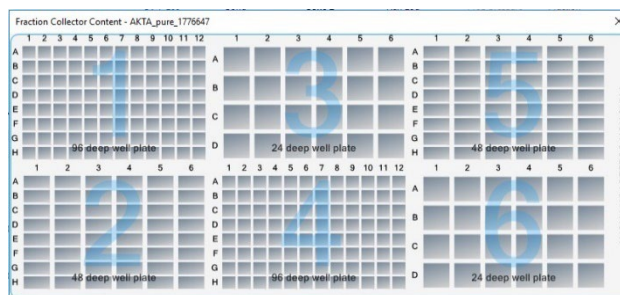 Fraction Collector Content - AKTA_pure_1776647
1 2 3 4 5 6 7 8 9 10 11 12
A
B
C
D
E
F
G
H
1
96 deep well plate
1 2 3 4 5 6
A
B
C
D
3
24 deep well plate
1 2 3 4 5 6
A
B
C
D
E
F
G
H
5
48 deep well plate
1 2 3 4 5 6
A
B
C
D
E
F
G
H
2
48 deep well plate
1 2 3 4 5 6 7 8 9 10 11 12
A
B
C
D
E
F
G
H
4
96 deep well plate
1 2 3 4 5 6
A
B
C
D
6
24 deep well plate